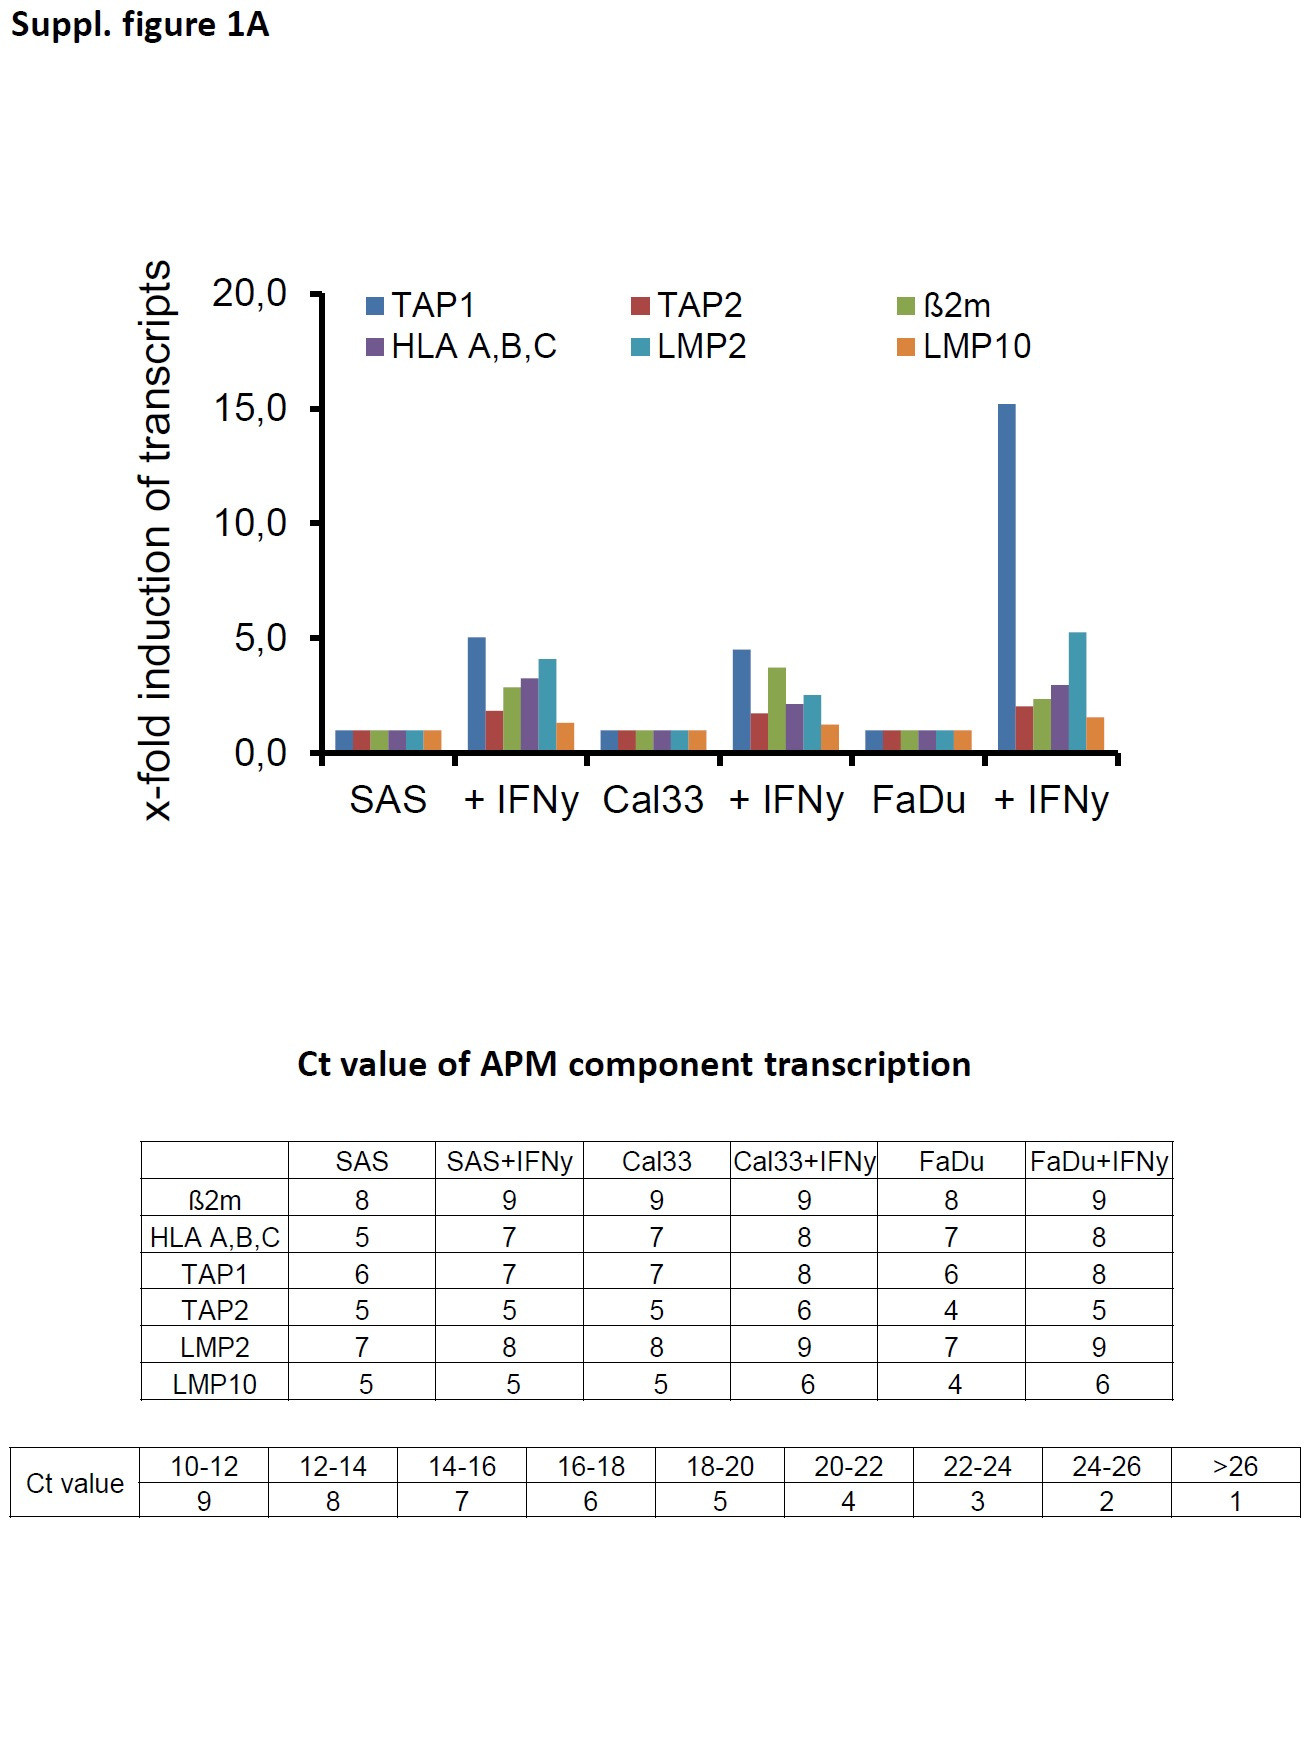 Suppl. figure 1A
x-fold induction of transcripts
20,0
15,0
10,0
5,0
0,0
TAP1 TAP2 ß2m
HLA A,B,C LMP2 LMP10
SAS + IFNy Cal33 + IFNy FaDu + IFNy
Ct value of APM component transcription
SAS SAS+IFNy Cal33 Cal33+IFNy FaDu FaDu+IFNy
ß2m 8 9 9 9 8 9
HLA A,B,C 5 7 7 8 7 8
TAP1 6 7 7 8 6 8
TAP2 5 5 5 6 4 5
LMP2 7 8 8 9 7 9
LMP10 5 5 5 6 4 6
Ct value 10-12 12-14 14-16 16-18 18-20 20-22 22-24 24-26 >26
9 8 7 6 5 4 3 2 1